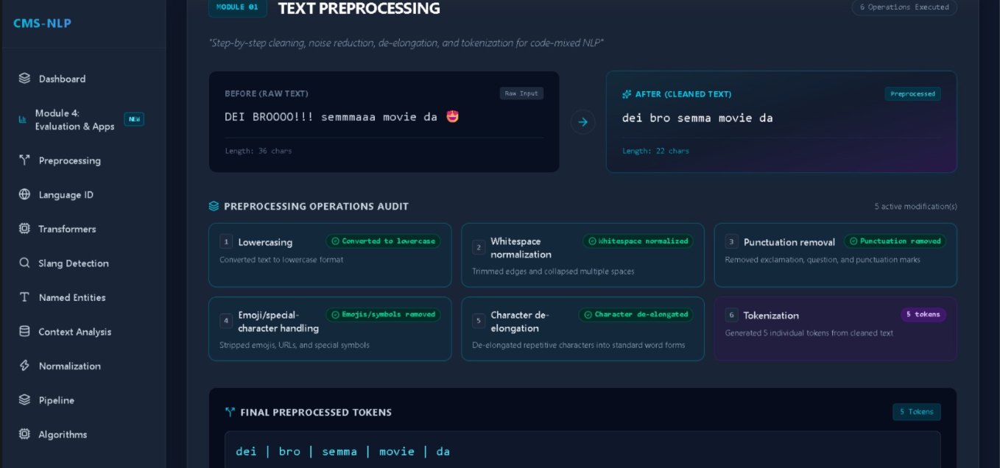 CMS-NLP
Dashboard
Module 4:
Evaluation & Apps
NEW
Preprocessing
Language ID
Transformers
Slang Detection
Named Entities
Context Analysis
Normalization
Pipeline
Algorithms
MODULE 01
TEXT PREPROCESSING
6 Operations Executed
"Step-by-step cleaning, noise reduction, de-elongation, and tokenization for code-mixed NLP"
BEFORE (RAW TEXT)
Raw Input
DEI BROOOO!!! semmmaaa movie da 🤩
Length: 36 chars
AFTER (CLEANED TEXT)
Preprocessed
dei bro semma movie da
Length: 22 chars
PREPROCESSING OPERATIONS AUDIT
5 active modification(s)
1 Lowercasing
Converted to lowercase
Converted text to lowercase format
2 Whitespace
normalization
Whitespace normalized
Trimmed edges and collapsed multiple spaces
3 Punctuation removal
Punctuation removed
Removed exclamation, question, and punctuation marks
4 Emoji/special-
character handling
Emojis/symbols removed
Stripped emojis, URLs, and special symbols
5 Character de-
elongation
Character de-elongated
De-elongated repetitive characters into standard word forms
6 Tokenization
5 tokens
Generated 5 individual tokens from cleaned text
FINAL PREPROCESSED TOKENS
5 Tokens
dei | bro | semma | movie | da